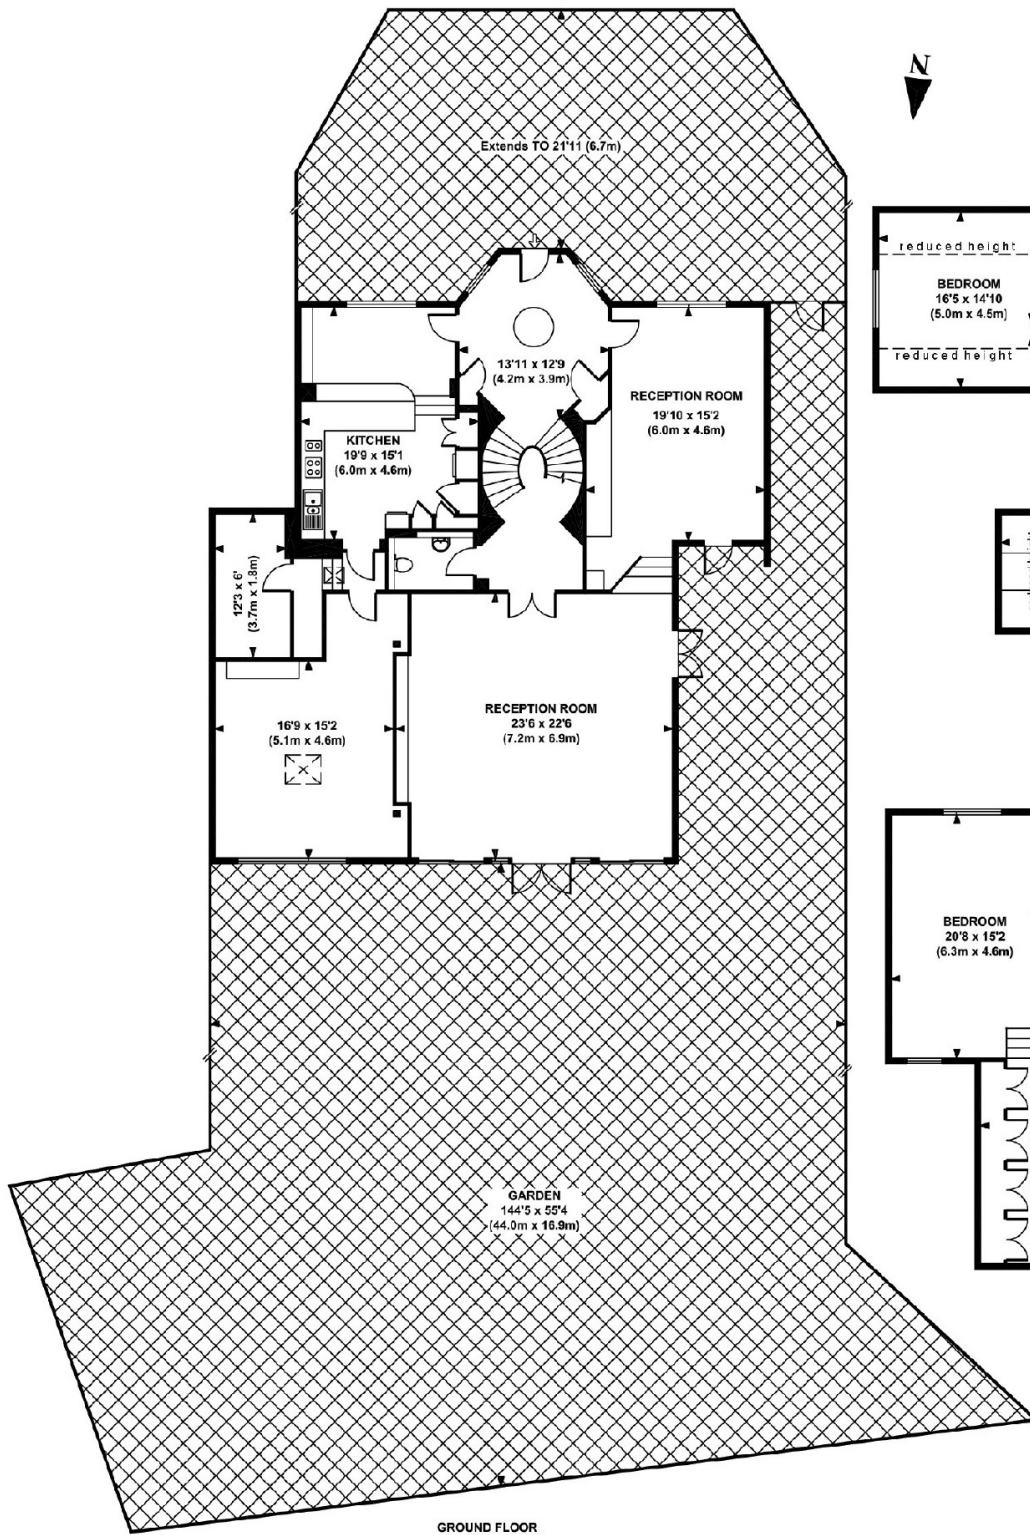 N
Extends TO 21'11 (6.7m)
reduced height
BEDROOM
16'5 x 14'10
(5.0m x 4.5m)
reduced height
13'11 x 12'9
(4.2m x 3.9m)
RECEPTION ROOM
19'10 x 15'2
(6.0m x 4.6m)
KITCHEN
19'9 x 15'1
(6.0m x 4.6m)
12'3 x 6'
(3.7m x 1.8m)
RECEPTION ROOM
23'6 x 22'6
(7.2m x 6.9m)
16'9 x 15'2
(5.1m x 4.6m)
BEDROOM
20'8 x 15'2
(6.3m x 4.6m)
GARDEN
144'5 x 55'4
(44.0m x 16.9m)
GROUND FLOOR